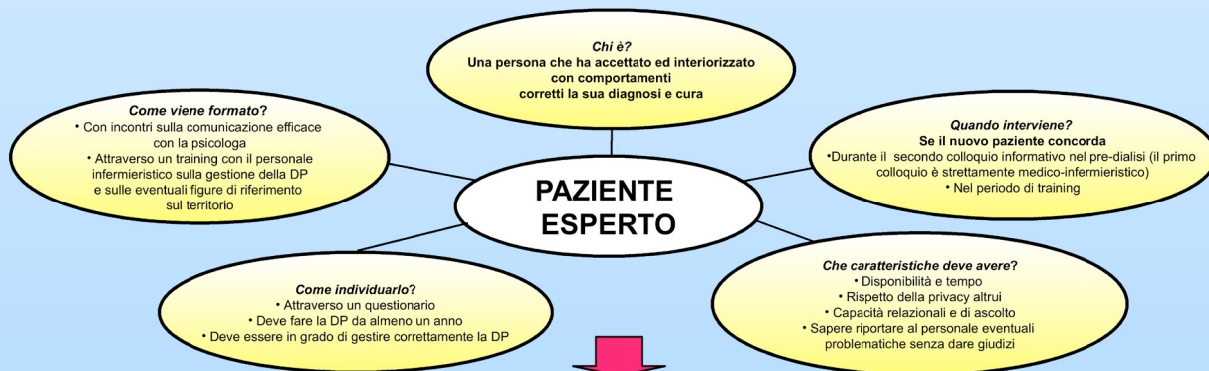 Chi è?
Una persona che ha accettato ed interiorizzato
con comportamenti
corretti la sua diagnosi e cura
Come viene formato?
• Con incontri sulla comunicazione efficace
con la psicologa
• Attraverso un training con il personale
infermieristico sulla gestione della DP
e sulle eventuali figure di riferimento
sul territorio
Quando interviene?
Se il nuovo paziente concorda
•Durante il secondo colloquio informativo nel pre-dialisi (il primo
colloquio è strettamente medico-infermieristico)
• Nel periodo di training
PAZIENTE
ESPERTO
Come individuarlo?
• Attraverso un questionario
• Deve fare la DP da almeno un anno
• Deve essere in grado di gestire correttamente la DP
Che caratteristiche deve avere?
• Disponibilità e tempo
• Rispetto della privacy altrui
• Capacità relazionali e di ascolto
• Sapere riportare al personale eventuali
problematiche senza dare giudizi